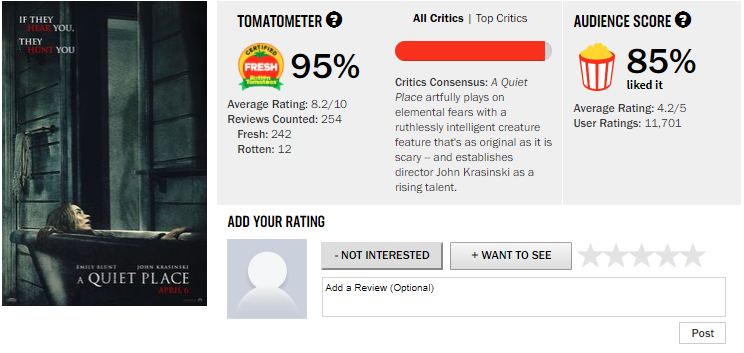 IF THEY
HEAR YOU,
THEY
HUNT YOU
EMILY BLUNT JOHN KRASINSKI
A QUIET PLACE
APRIL 6
TOMATOMETER ?
CERTIFIED
FRESH
Rotten
Tomatoes
95%
Average Rating: 8.2/10
Reviews Counted: 254
Fresh: 242
Rotten: 12
All Critics | Top Critics
Critics Consensus: A Quiet
Place artfully plays on
elemental fears with a
ruthlessly intelligent creature
feature that's as original as it is
scary -- and establishes
director John Krasinski as a
rising talent.
AUDIENCE SCORE ?
85%
liked it
Average Rating: 4.2/5
User Ratings: 11,701
ADD YOUR RATING
- NOT INTERESTED
+ WANT TO SEE
Add a Review (Optional)
Post